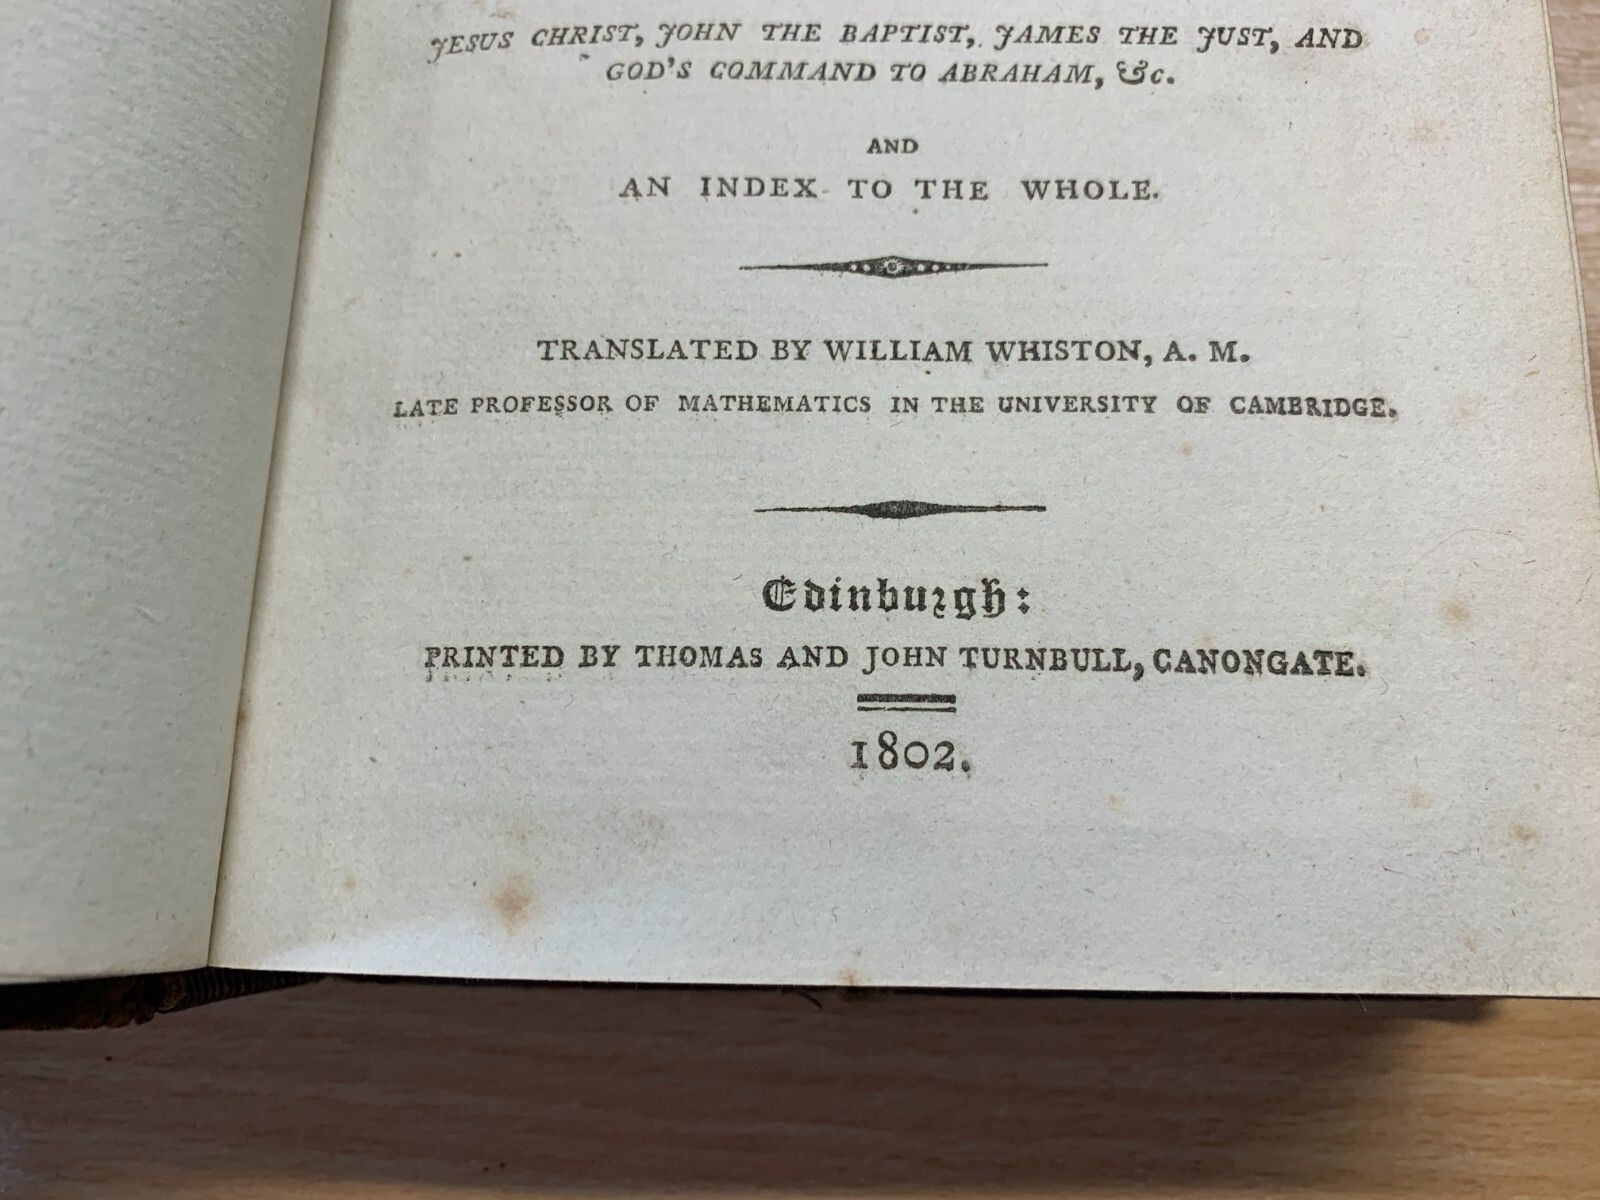 JESUS CHRIST, JOHN THE BAPTIST, JAMES THE JUST, AND
GOD'S COMMAND TO ABRAHAM, &c.
AND
AN INDEX TO THE WHOLE.
TRANSLATED BY WILLIAM WHISTON, A. M.
LATE PROFESSOR OF MATHEMATICS IN THE UNIVERSITY OF CAMBRIDGE.
Edinburgh:
PRINTED BY THOMAS AND JOHN TURNBULL, CANONGATE.
1802.